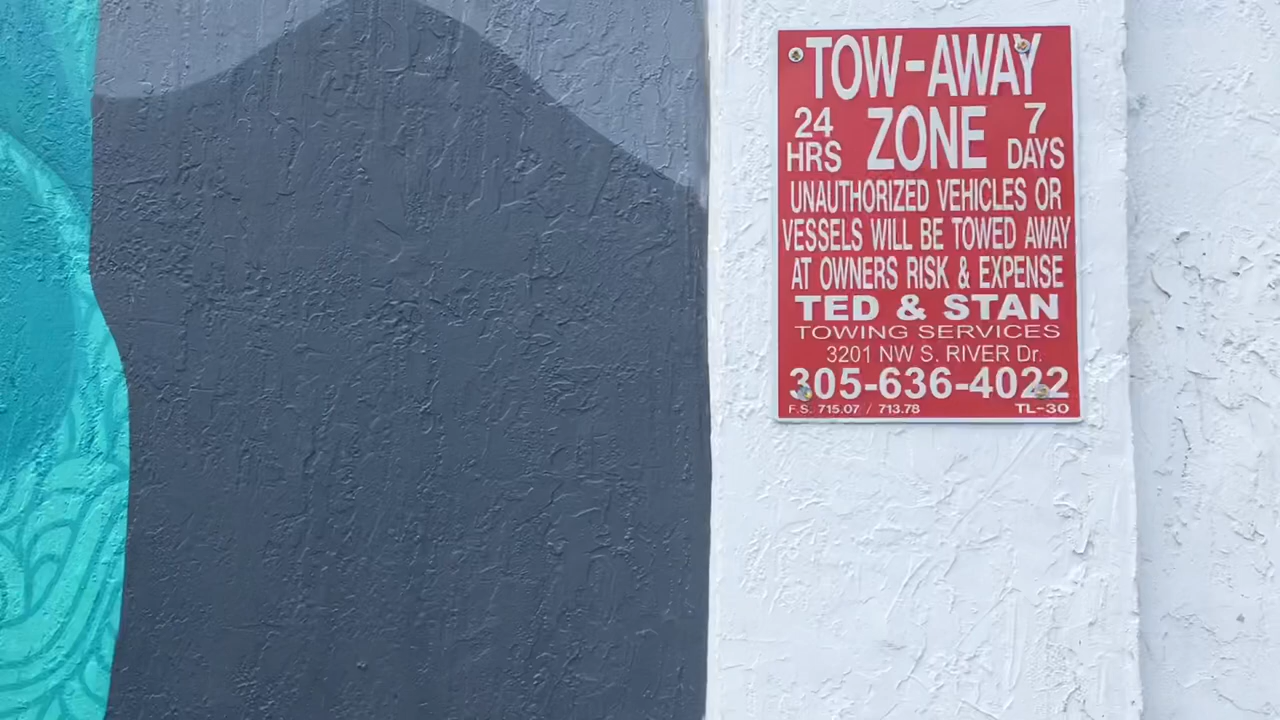 TOW-AWAY
24 HRS ZONE 7 DAYS
UNAUTHORIZED VEHICLES OR
VESSELS WILL BE TOWED AWAY
AT OWNERS RISK & EXPENSE
TED & STAN
TOWING SERVICES
3201 NW S. RIVER Dr.
305-636-4022
F.S. 715.07 / 713.78 TL-30